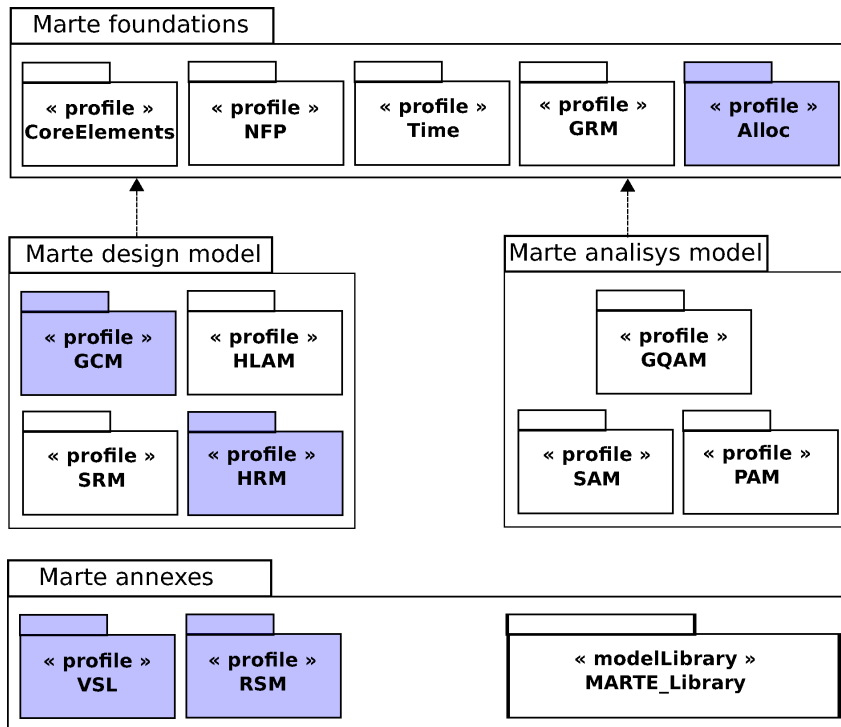 Marte foundations
« profile » « profile » « profile » « profile » « profile »
CoreElements NFP Time GRM Alloc
Marte design model Marte analisys model
« profile » « profile » « profile »
GCM HLAM GQAM
« profile » « profile » « profile » « profile »
SRM HRM SAM PAM
Marte annexes
« profile » « profile » « modelLibrary »
VSL RSM MARTE_Library